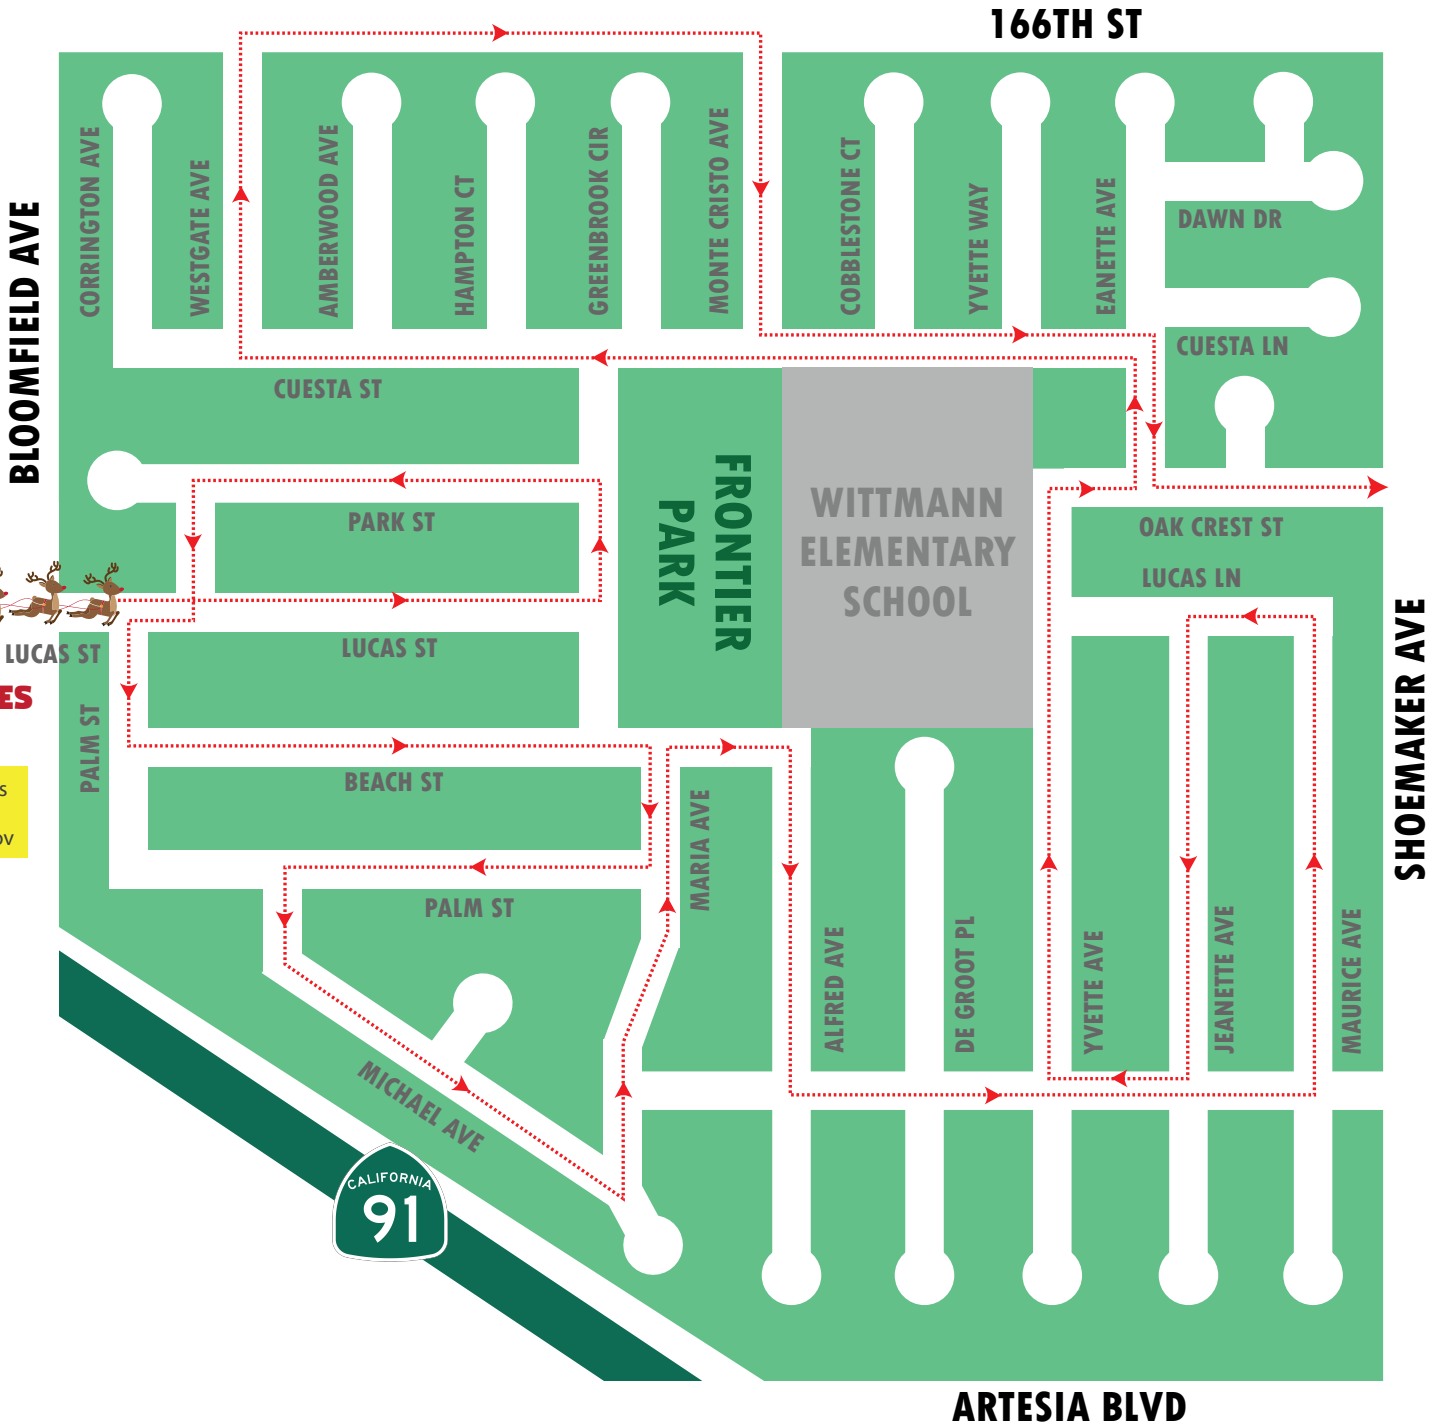 166TH ST
BLOOMFIELD AVE
CORRINGTON AVE
WESTGATE AVE
AMBERWOOD AVE
HAMPTON CT
GREENBROOK CIR
MONTE CRISTO AVE
COBBLESTONE CT
YVETTE WAY
EANETTE AVE
DAWN DR
CUESTA LN
CUESTA ST
FRONTIER
PARK
WITTMANN
ELEMENTARY
SCHOOL
PARK ST
OAK CREST ST
LUCAS LN
LUCAS ST
LUCAS ST
ES
PALM ST
s
ov
BEACH ST
MARIA AVE
PALM ST
ALFRED AVE
DE GROOT PL
YVETTE AVE
JEANETTE AVE
MAURICE AVE
SHOEMAKER AVE
MICHAEL AVE
CALIFORNIA
91
ARTESIA BLVD